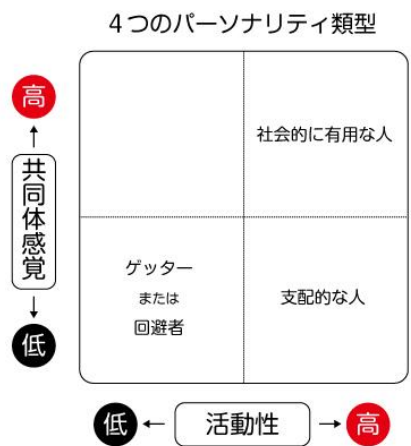 4つのパーソナリティ類型
高
社会的に有用な人
↑
共同体感覚
↓
ゲッター
または
回避者
支配的な人
低
低 ← 活動性 → 高